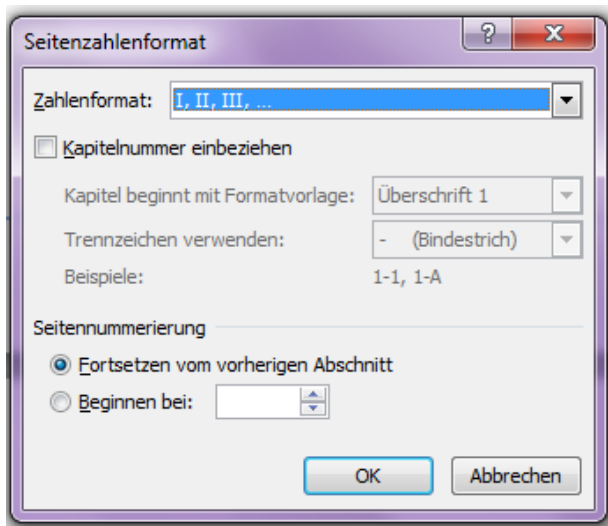 Seitenzahlenformat
Zahlenformat: I, II, III, ...
Kapitelnummer einbeziehen
Kapitel beginnt mit Formatvorlage: Überschrift 1
Trennzeichen verwenden: - (Bindestrich)
Beispiele: 1-1, 1-A
Seitennummerierung
Fortsetzen vom vorherigen Abschnitt
Beginnen bei:
OK Abbrechen